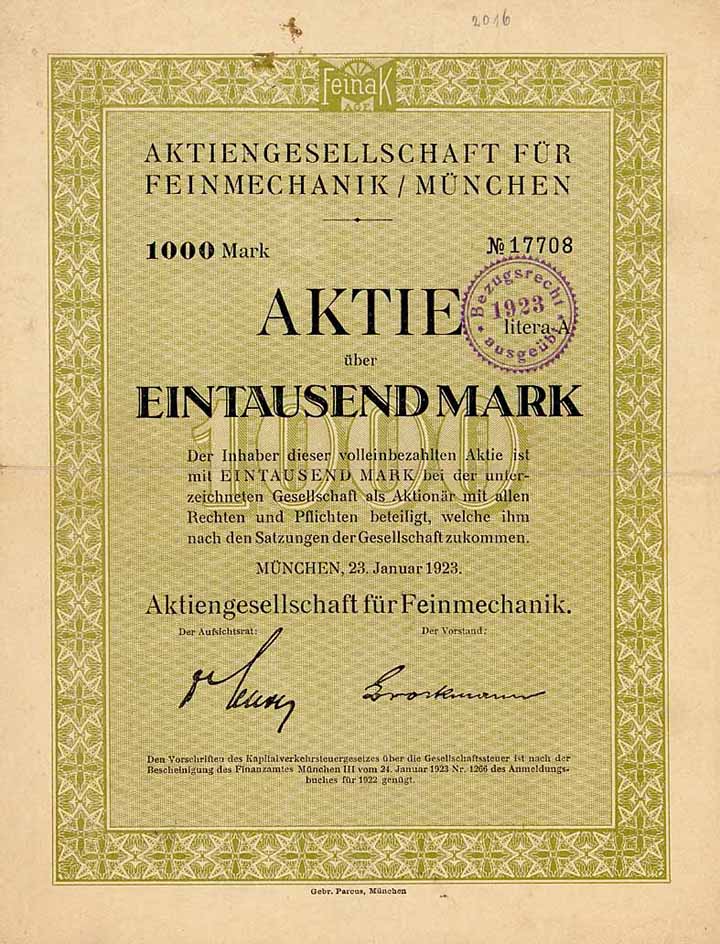 2016
FeinaK
AGF
AKTIENGESELLSCHAFT FÜR
FEINMECHANIK / MÜNCHEN
1000 Mark
№ 17708
Bezugsrecht
1923
ausgeübt
AKTIE
litera-A
über
EINTAUSEND MARK
1000
Der Inhaber dieser volleinbezahlten Aktie ist
mit EINTAUSEND MARK bei der unter-
zeichneten Gesellschaft als Aktionär mit allen
Rechten und Pflichten beteiligt, welche ihm
nach den Satzungen der Gesellschaft zukommen.
MÜNCHEN, 23. Januar 1923.
Aktiengesellschaft für Feinmechanik.
Der Aufsichtsrat:
Der Vorstand:
Brockmann
Den Vorschriften des Kapitalverkehrsteuergesetzes über die Gesellschaftssteuer ist nach der
Bescheinigung des Finanzamtes München III vom 24. Januar 1923 Nr. 1266 des Anmeldungs-
buches für 1922 genügt.
Gebr. Parcus, München